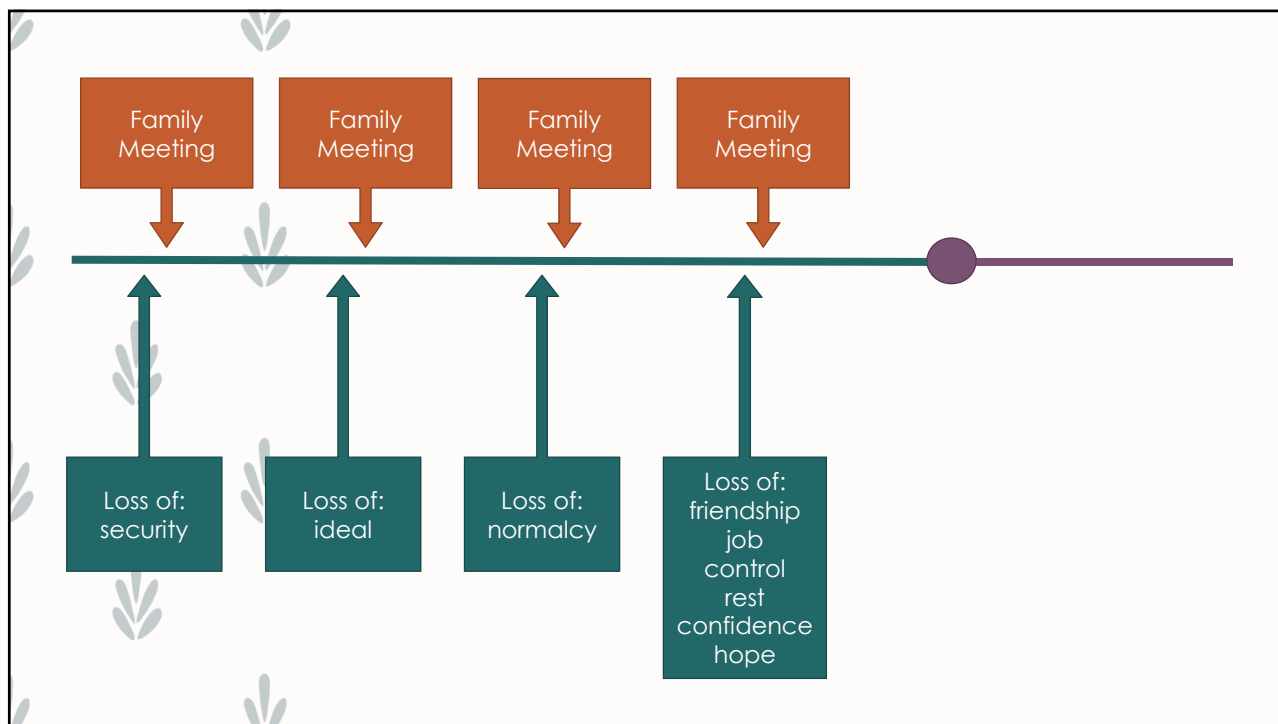 Family
Meeting
Family
Meeting
Family
Meeting
Family
Meeting
Loss of:
security
Loss of:
ideal
Loss of:
normalcy
Loss of:
friendship
job
control
rest
confidence
hope